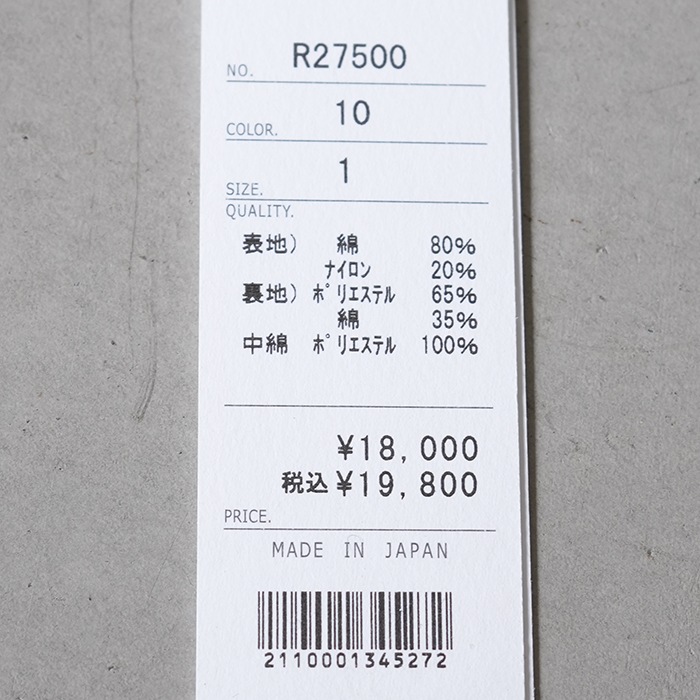 NO. R27500
COLOR. 10
SIZE. 1
QUALITY.
表地) 綿 80%
ナイロン 20%
裏地) ポリエステル 65%
綿 35%
中綿 ポリエステル 100%
¥18,000
税込 ¥19,800
PRICE.
MADE IN JAPAN
2110001345272